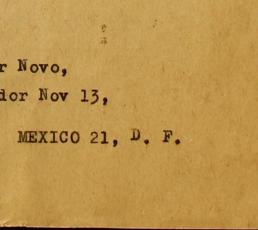 r Novo,
dor Nov 13,
MEXICO 21, D. F.